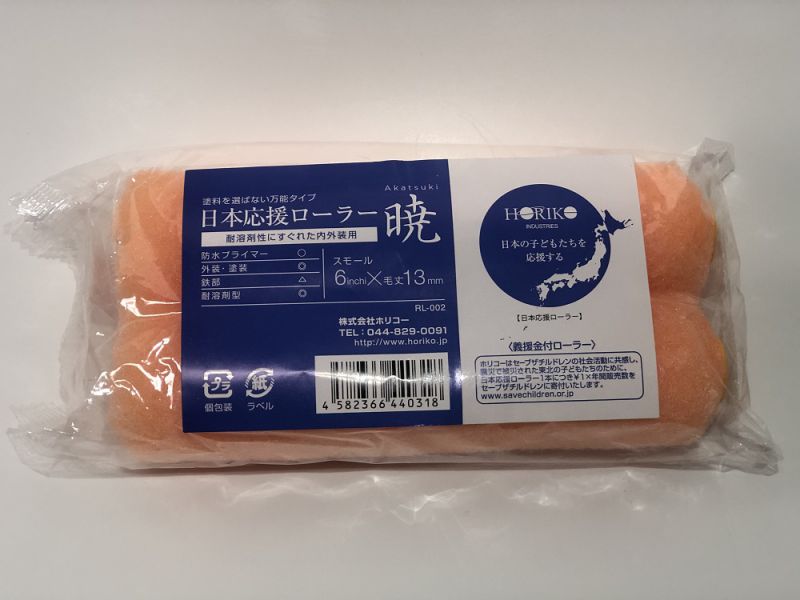 塗料を選ばない万能タイプ
日本応援ローラー
Akatsuki
暁
耐溶剤性にすぐれた内外装用
防水プライマー ○
外装・塗装 ◎
鉄部 △
耐溶剤型 ◎
スモール
6inchi×毛丈13mm
RL-002
株式会社ホリコー
TEL：044-829-0091
http://www.horiko.jp
プラ
個包装
紙
ラベル
4 582366 440318
HORIKO
INDUSTRIES
日本の子どもたちを
応援する
【日本応援ローラー】
〈義援金付ローラー〉
ホリコーはセーブザチルドレンの社会活動に共感し、
震災で被災された東北の子どもたちのために、
日本応援ローラー1本につき¥1×年間販売数を
セーブザチルドレンに寄付いたします。
www.savechildren.or.jp